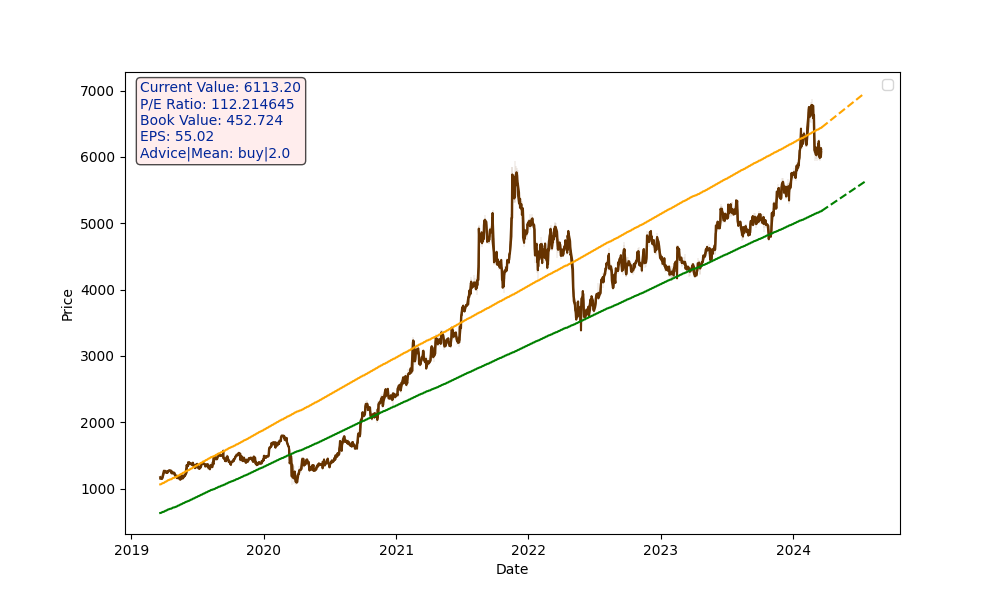 Current Value: 6113.20
P/E Ratio: 112.214645
Book Value: 452.724
EPS: 55.02
Advice|Mean: buy|2.0
Price
7000
6000
5000
4000
3000
2000
1000
2019 2020 2021 2022 2023 2024
Date